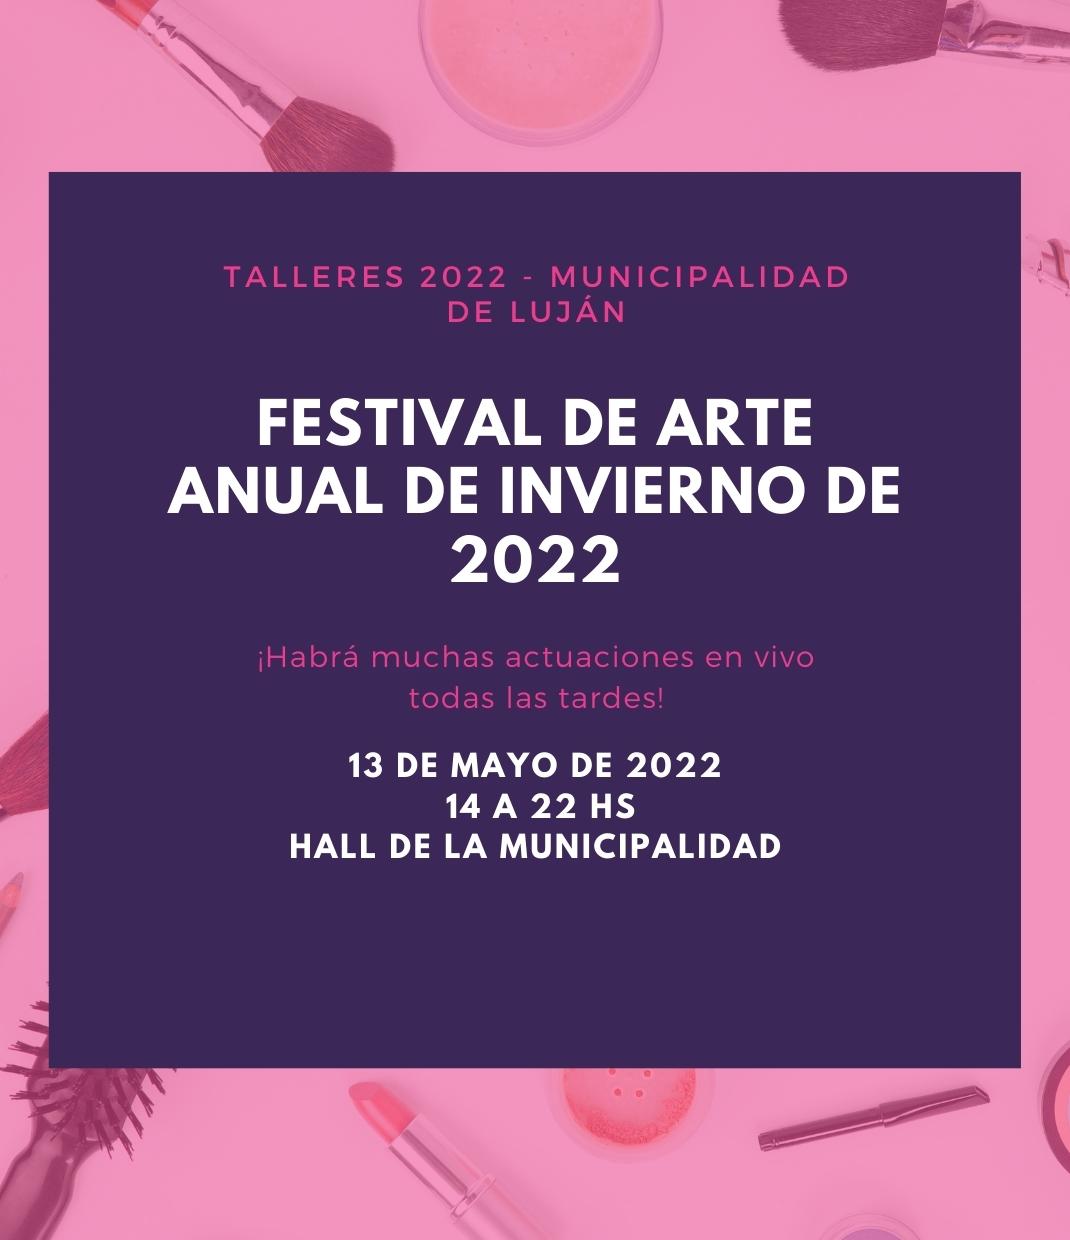 TALLERES 2022 - MUNICIPALIDAD
DE LUJÁN
FESTIVAL DE ARTE
ANUAL DE INVIERNO DE
2022
¡Habrá muchas actuaciones en vivo
todas las tardes!
13 DE MAYO DE 2022
14 A 22 HS
HALL DE LA MUNICIPALIDAD